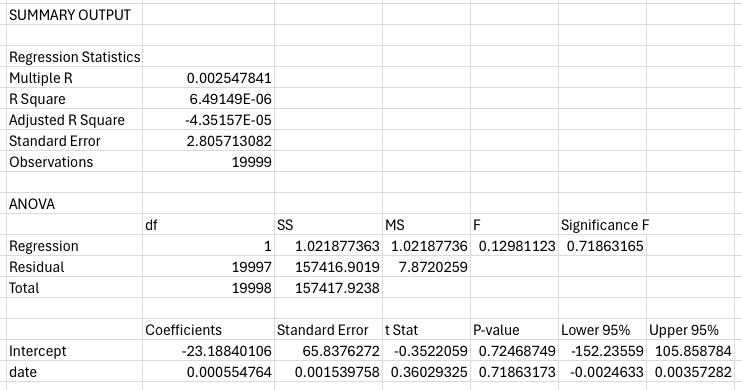 SUMMARY OUTPUT
Regression Statistics
Multiple R 0.002547841
R Square 6.49149E-06
Adjusted R Square -4.35157E-05
Standard Error 2.805713082
Observations 19999
ANOVA
df SS MS F Significance F
Regression 1 1.021877363 1.02187736 0.12981123 0.71863165
Residual 19997 157416.9019 7.8720259
Total 19998 157417.9238
Coefficients Standard Error t Stat P-value Lower 95% Upper 95%
Intercept -23.18840106 65.8376272 -0.3522059 0.72468749 -152.23559 105.858784
date 0.000554764 0.001539758 0.36029325 0.71863173 -0.0024633 0.00357282